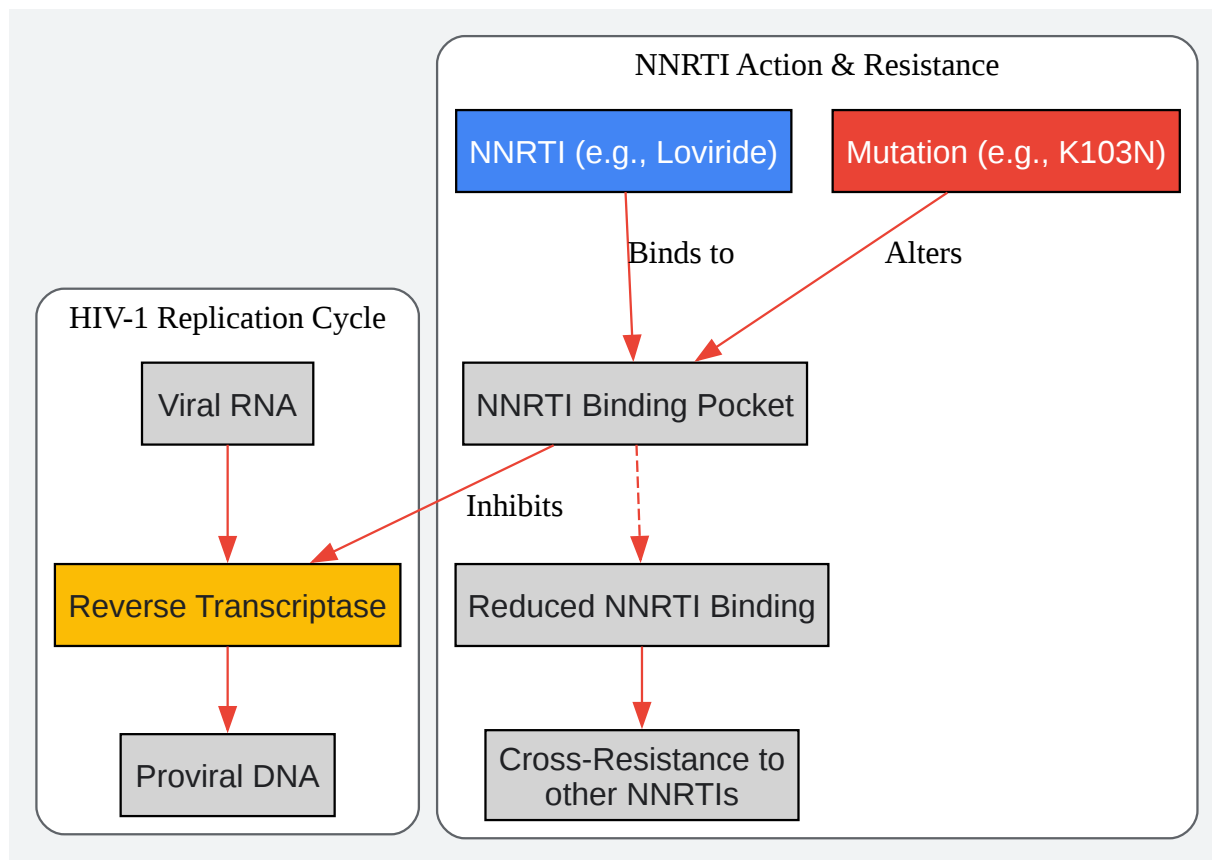 NNRTI Action & Resistance
NNRTI (e.g., Loviride)
Mutation (e.g., K103N)
Binds to
Alters
HIV-1 Replication Cycle
Viral RNA
NNRTI Binding Pocket
Inhibits
Reverse Transcriptase
Reduced NNRTI Binding
Proviral DNA
Cross-Resistance to
other NNRTIs